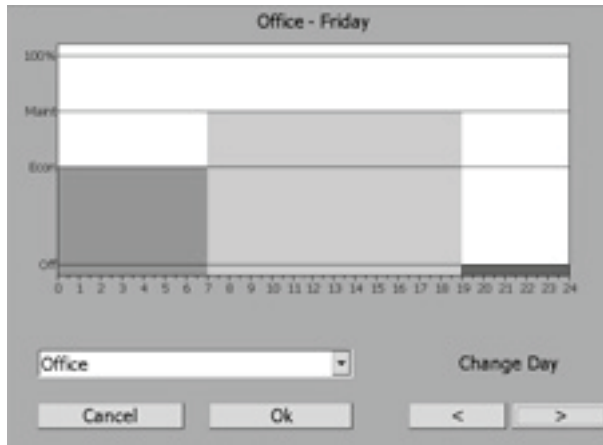 Office - Friday
100%
Maint
Econ
Off
0 1 2 3 4 5 6 7 8 9 10 11 12 13 14 15 16 17 18 19 20 21 22 23 24
Office
Change Day
Cancel
Ok
<
>